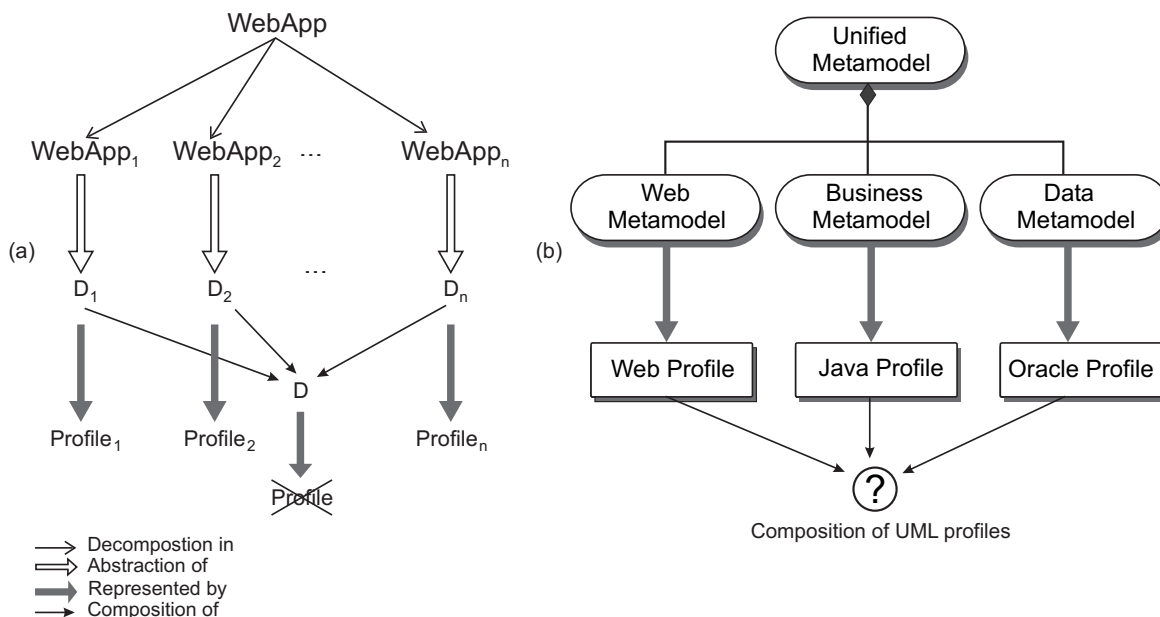 WebApp
WebApp1 WebApp2 ... WebAppn
(a)
D1 D2 ... Dn
D
Profile1 Profile2 Profilen
Profile
Decompostion in
Abstraction of
Represented by
Composition of
Unified
Metamodel
Web
Metamodel
Business
Metamodel
Data
Metamodel
(b)
Web Profile
Java Profile
Oracle Profile
?
Composition of UML profiles